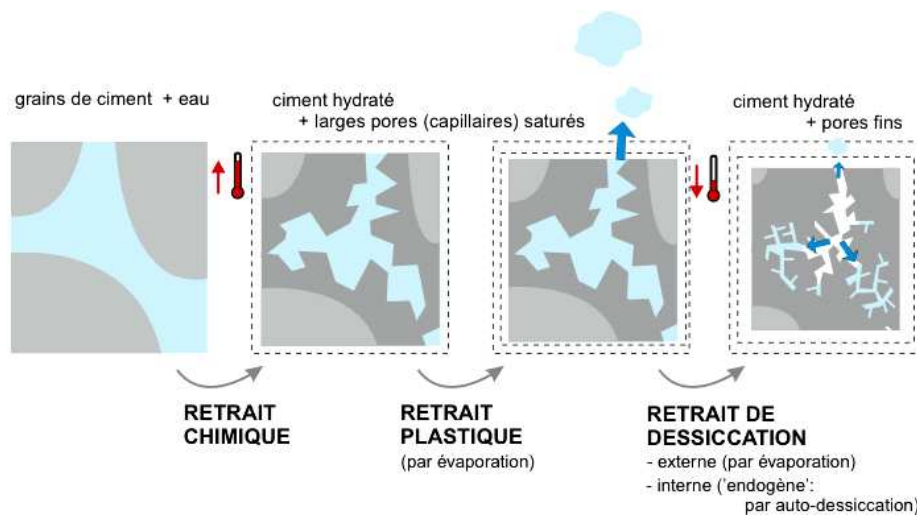 grains de ciment + eau
ciment hydraté
+ larges pores (capillaires) saturés
ciment hydraté
+ pores fins
RETRAIT
CHIMIQUE
RETRAIT
PLASTIQUE
(par évaporation)
RETRAIT DE
DESSICCATION
- externe (par évaporation)
- interne ('endogène':
par auto-dessiccation)